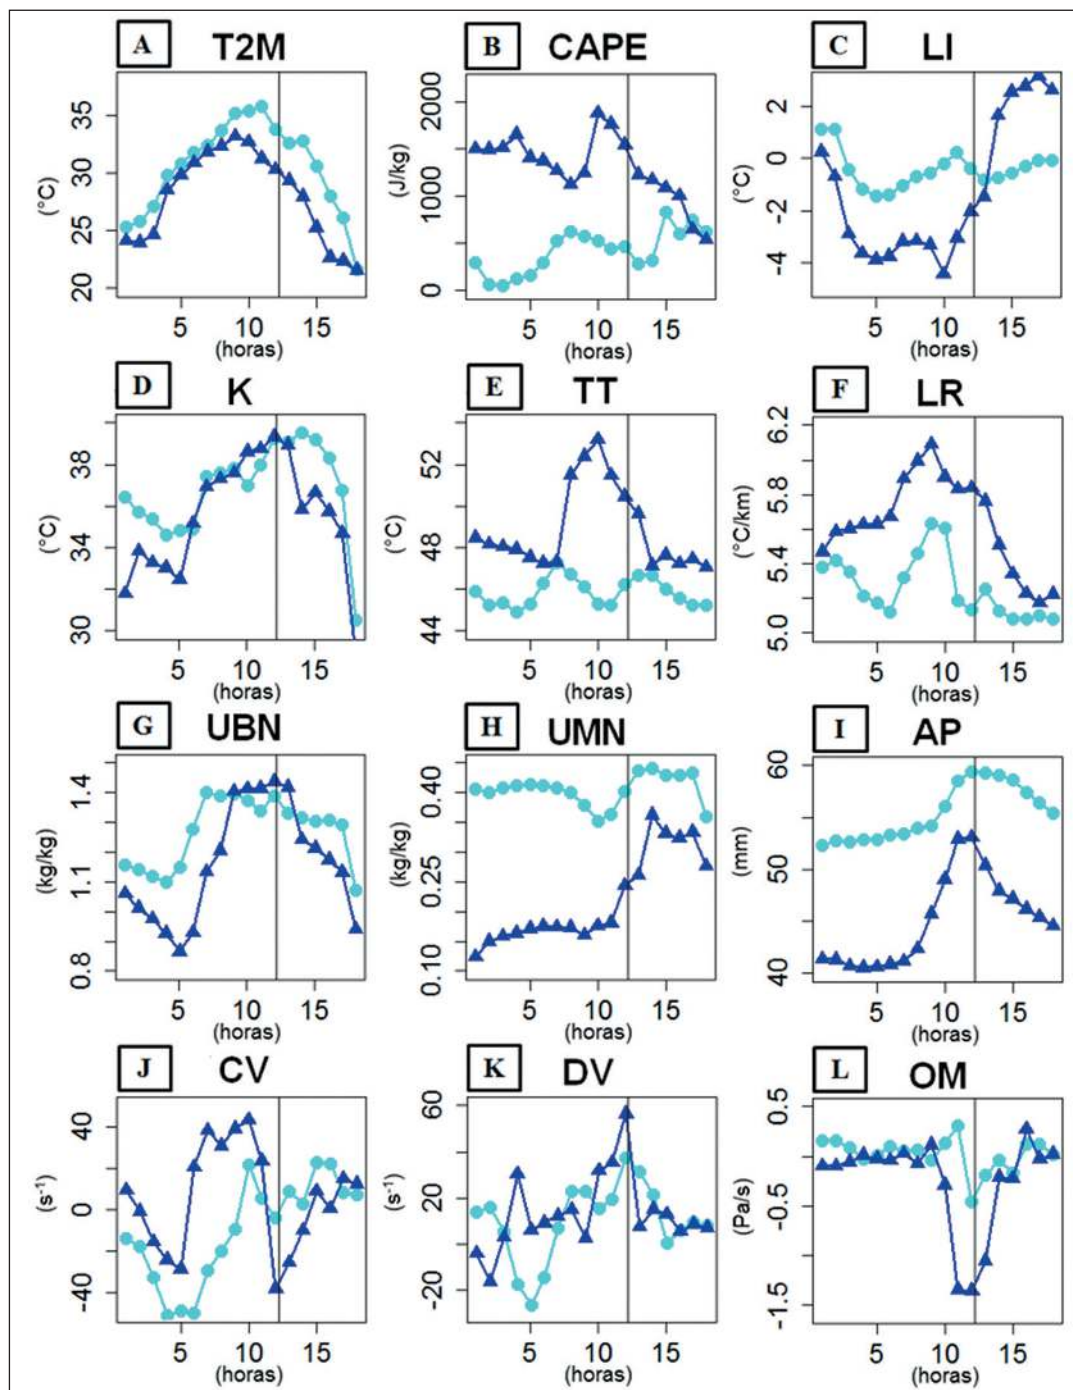 A T2M
B CAPE
C LI
(°C)
20 25 30 35
5 10 15
(horas)
(J/kg)
0 1000 2000
5 10 15
(horas)
(°C)
-4 -2 0 2
5 10 15
(horas)
D K
E TT
F LR
(°C)
30 34 38
5 10 15
(horas)
(°C)
44 48 52
5 10 15
(horas)
(°C/km)
5.0 5.4 5.8 6.2
5 10 15
(horas)
G UBN
H UMN
I AP
(kg/kg)
0.8 1.1 1.4
5 10 15
(horas)
(kg/kg)
0.10 0.25 0.40
5 10 15
(horas)
(mm)
40 50 60
5 10 15
(horas)
J CV
K DV
L OM
(s⁻¹)
-40 0 40
5 10 15
(horas)
(s⁻¹)
-20 20 60
5 10 15
(horas)
(Pa/s)
-1.5 -0.5 0.5
5 10 15
(horas)